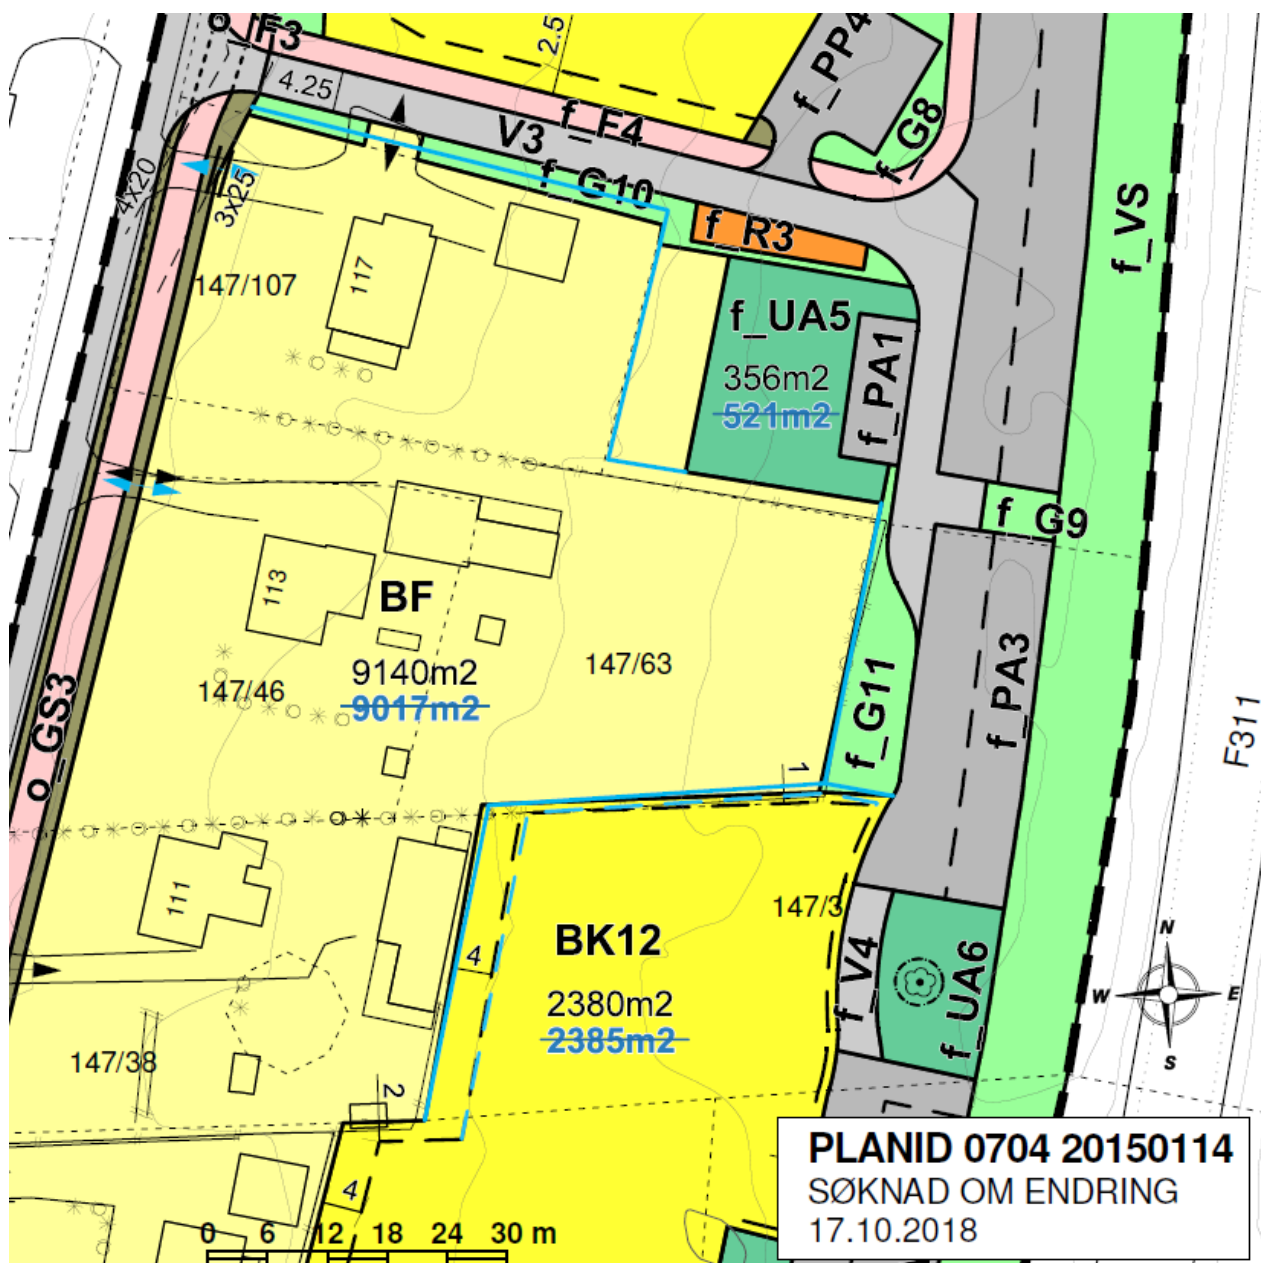 o_F3
2.5
f_PP4
4.25
f_F4
V3
f_G8
4x20
3x25
f_G10
f_R3
f_VS
147/107
117
f_UA5
356m2
521m2
f_PA1
f_G9
113
BF
9140m2
9017m2
147/63
147/46
o_GS3
f_G11
f_PA3
F311
1
111
147/3
BK12
4
2380m2
2385m2
f_V4
f_UA6
N
W
E
S
147/38
2
4
PLANID 0704 20150114
SØKNAD OM ENDRING
17.10.2018
0 6 12 18 24 30 m